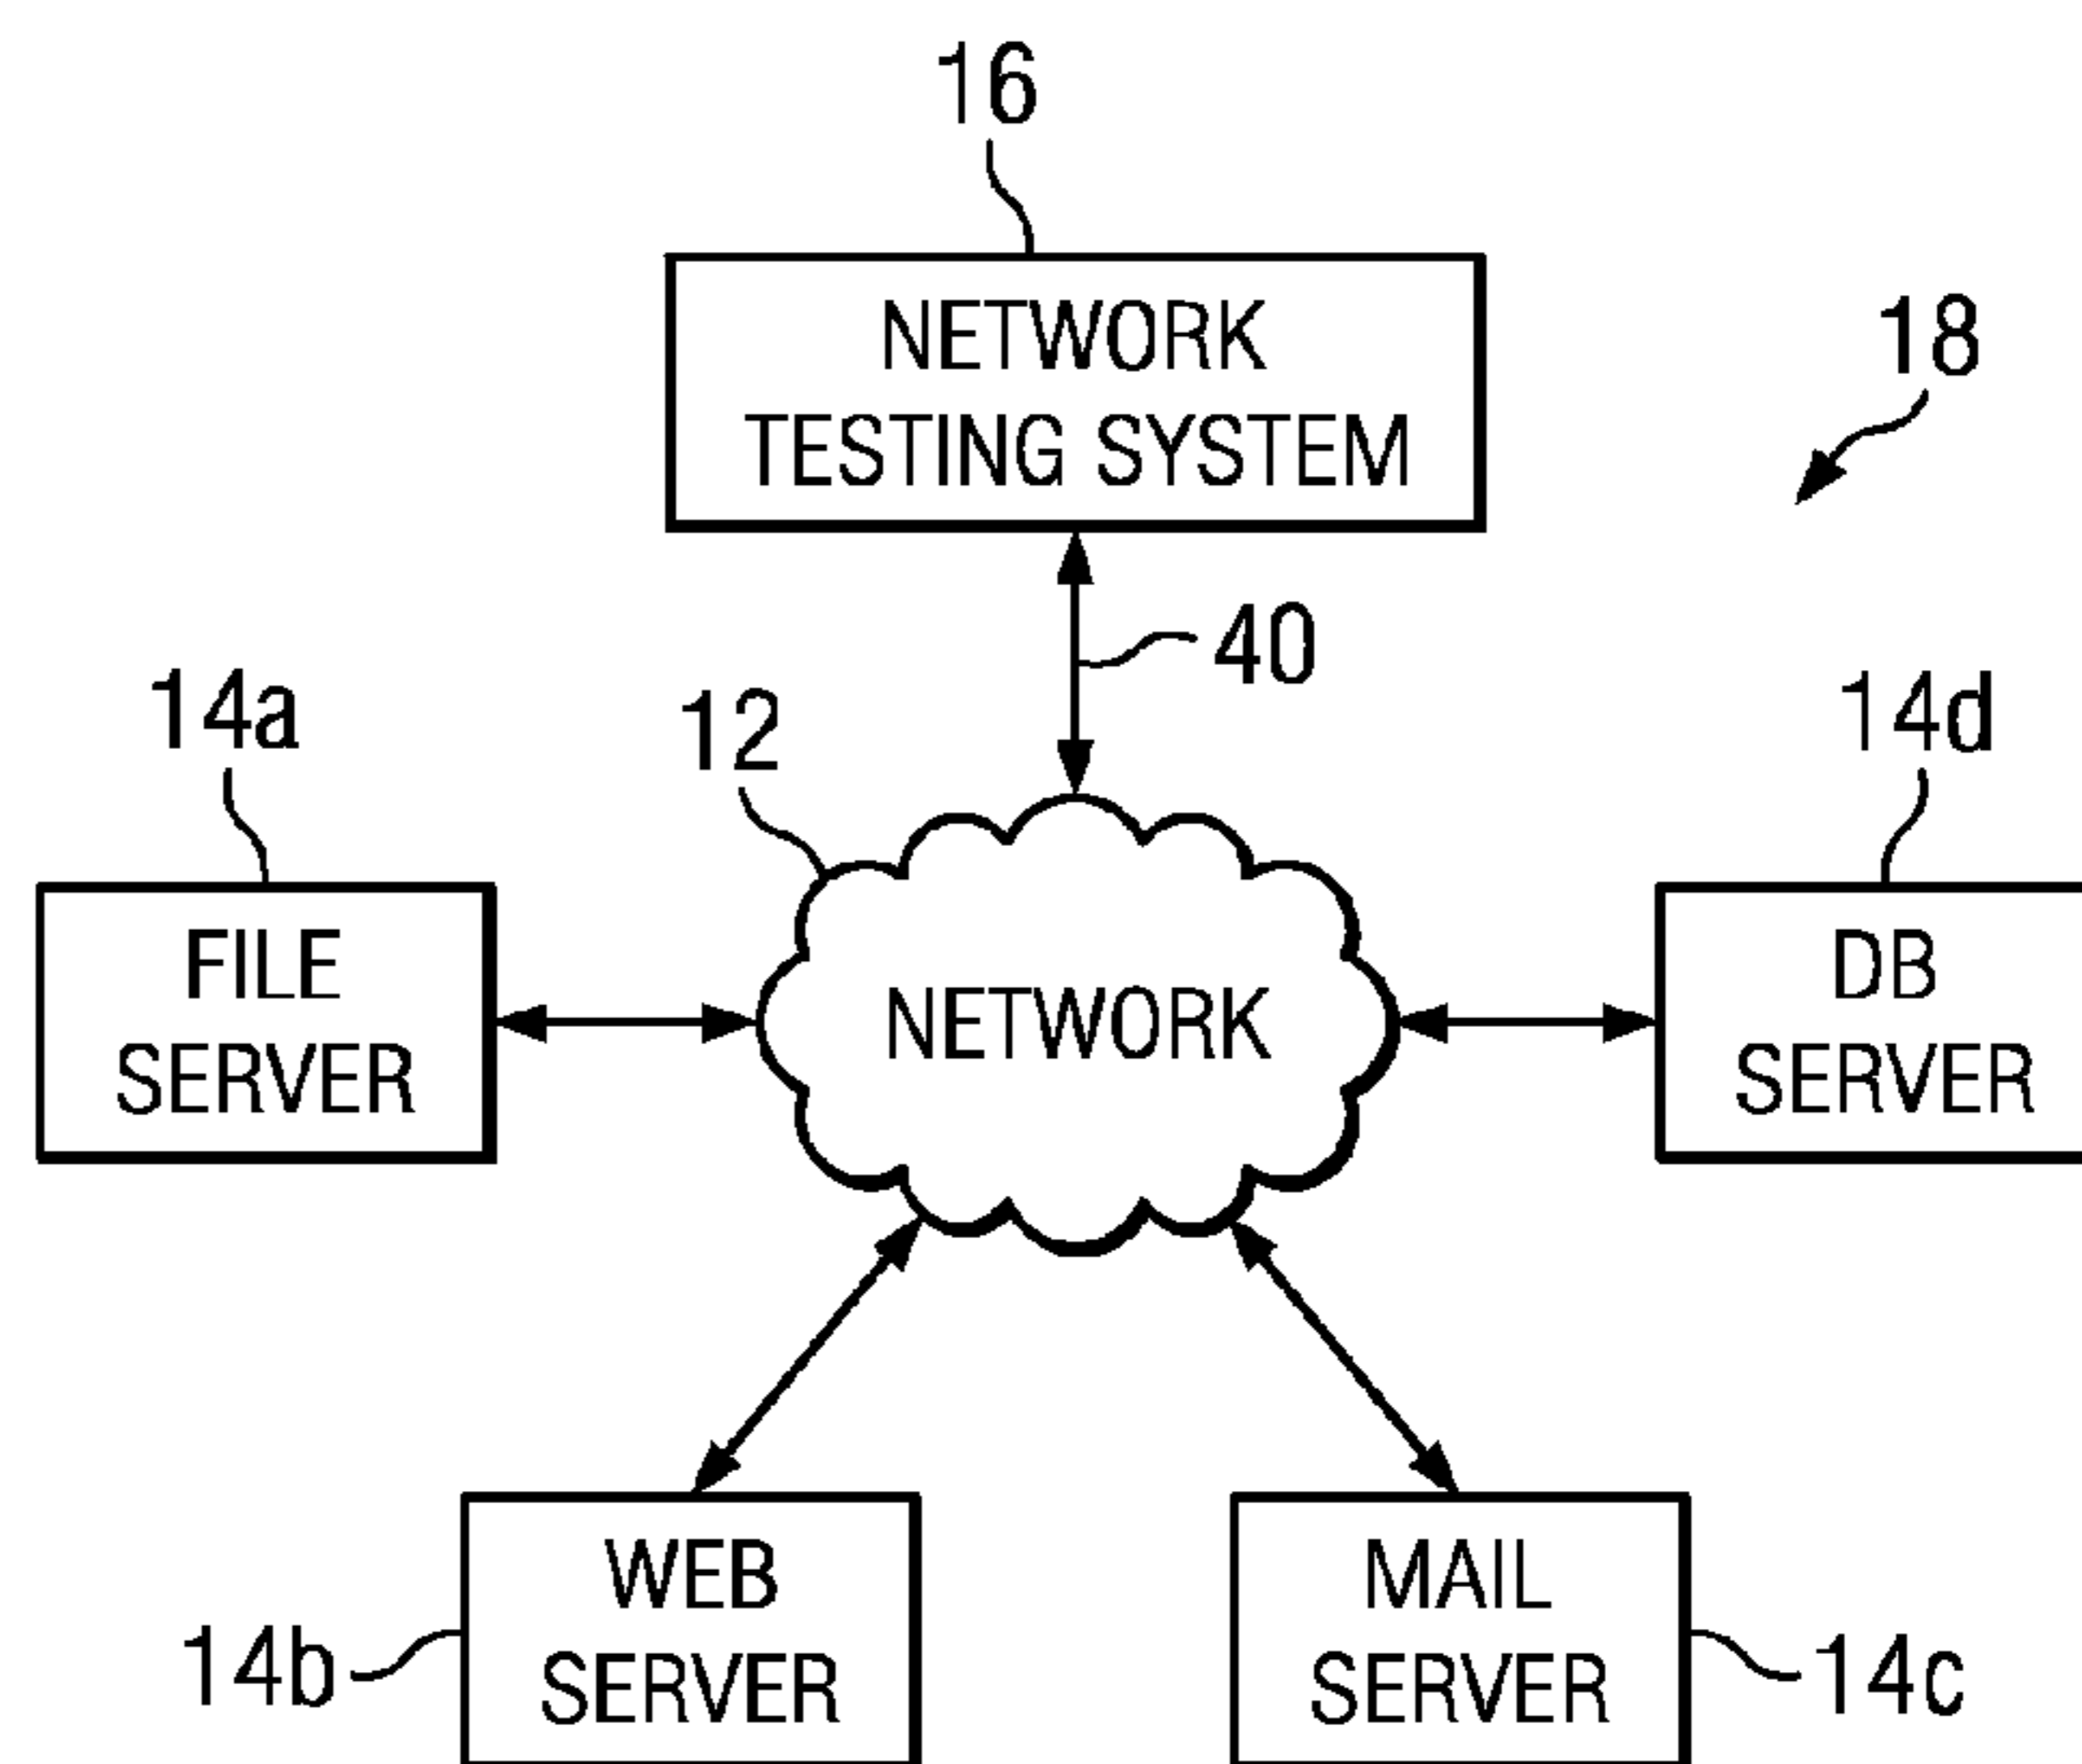 16
NETWORK
TESTING SYSTEM
18
40
14a
12
14d
FILE
SERVER
NETWORK
DB
SERVER
WEB
SERVER
14b
MAIL
SERVER
14c